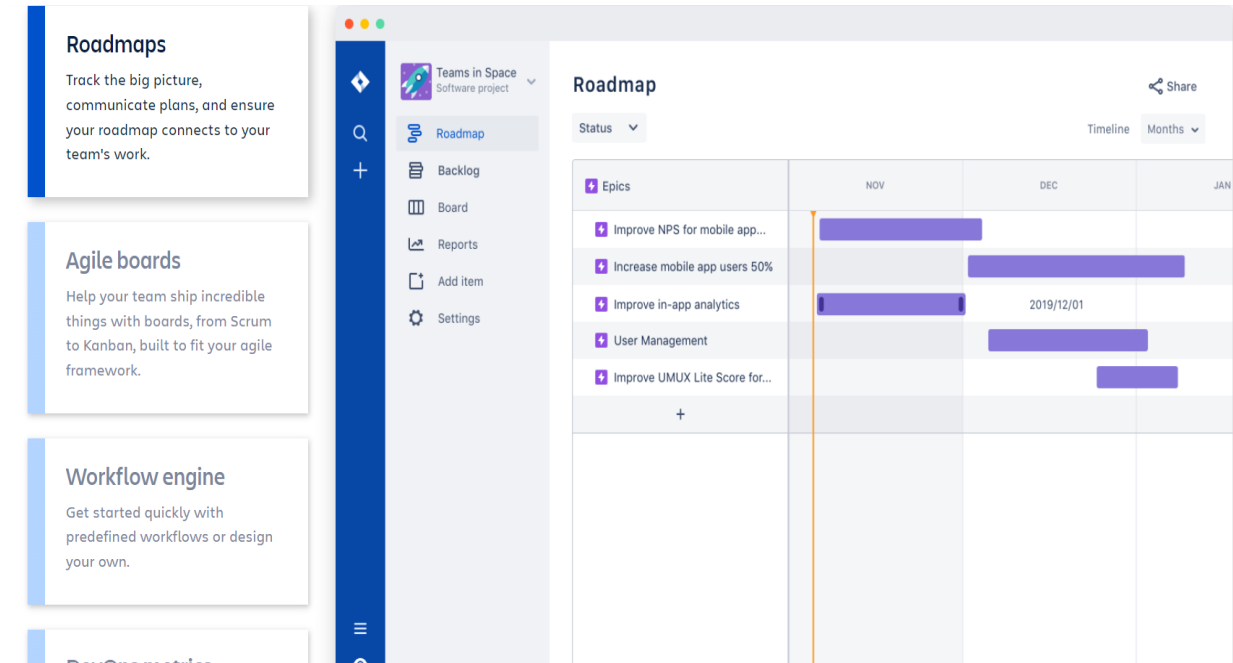 Roadmaps
Track the big picture,
communicate plans, and ensure
your roadmap connects to your
team's work.
Agile boards
Help your team ship incredible
things with boards, from Scrum
to Kanban, built to fit your agile
framework.
Workflow engine
Get started quickly with
predefined workflows or design
your own.
DevOps metrics
Teams in Space
Software project
Roadmap
Backlog
Board
Reports
Add item
Settings
Roadmap
Share
Status
Timeline Months
Epics NOV DEC JAN
Improve NPS for mobile app...
Increase mobile app users 50%
Improve in-app analytics 2019/12/01
User Management
Improve UMUX Lite Score for...